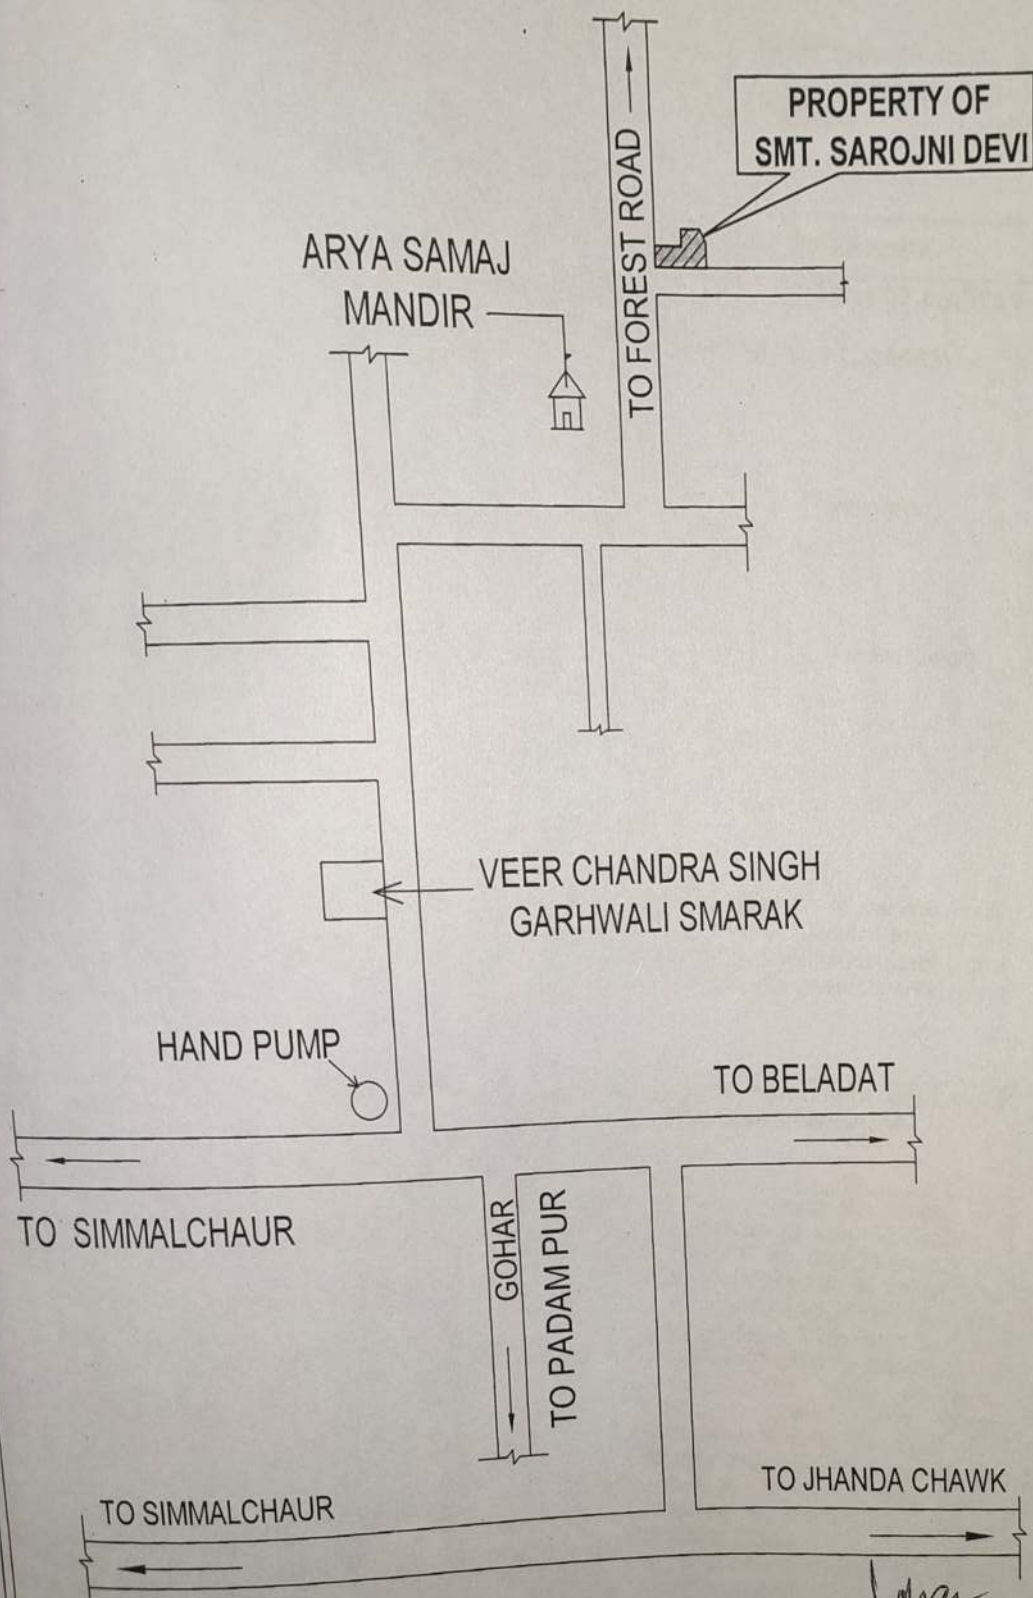 PROPERTY OF
SMT. SAROJNI DEVI
TO FOREST ROAD
ARYA SAMAJ
MANDIR
VEER CHANDRA SINGH
GARHWALI SMARAK
HAND PUMP
TO BELADAT
TO SIMMALCHAUR
GOHAR
TO PADAM PUR
TO JHANDA CHAWK
TO SIMMALCHAUR